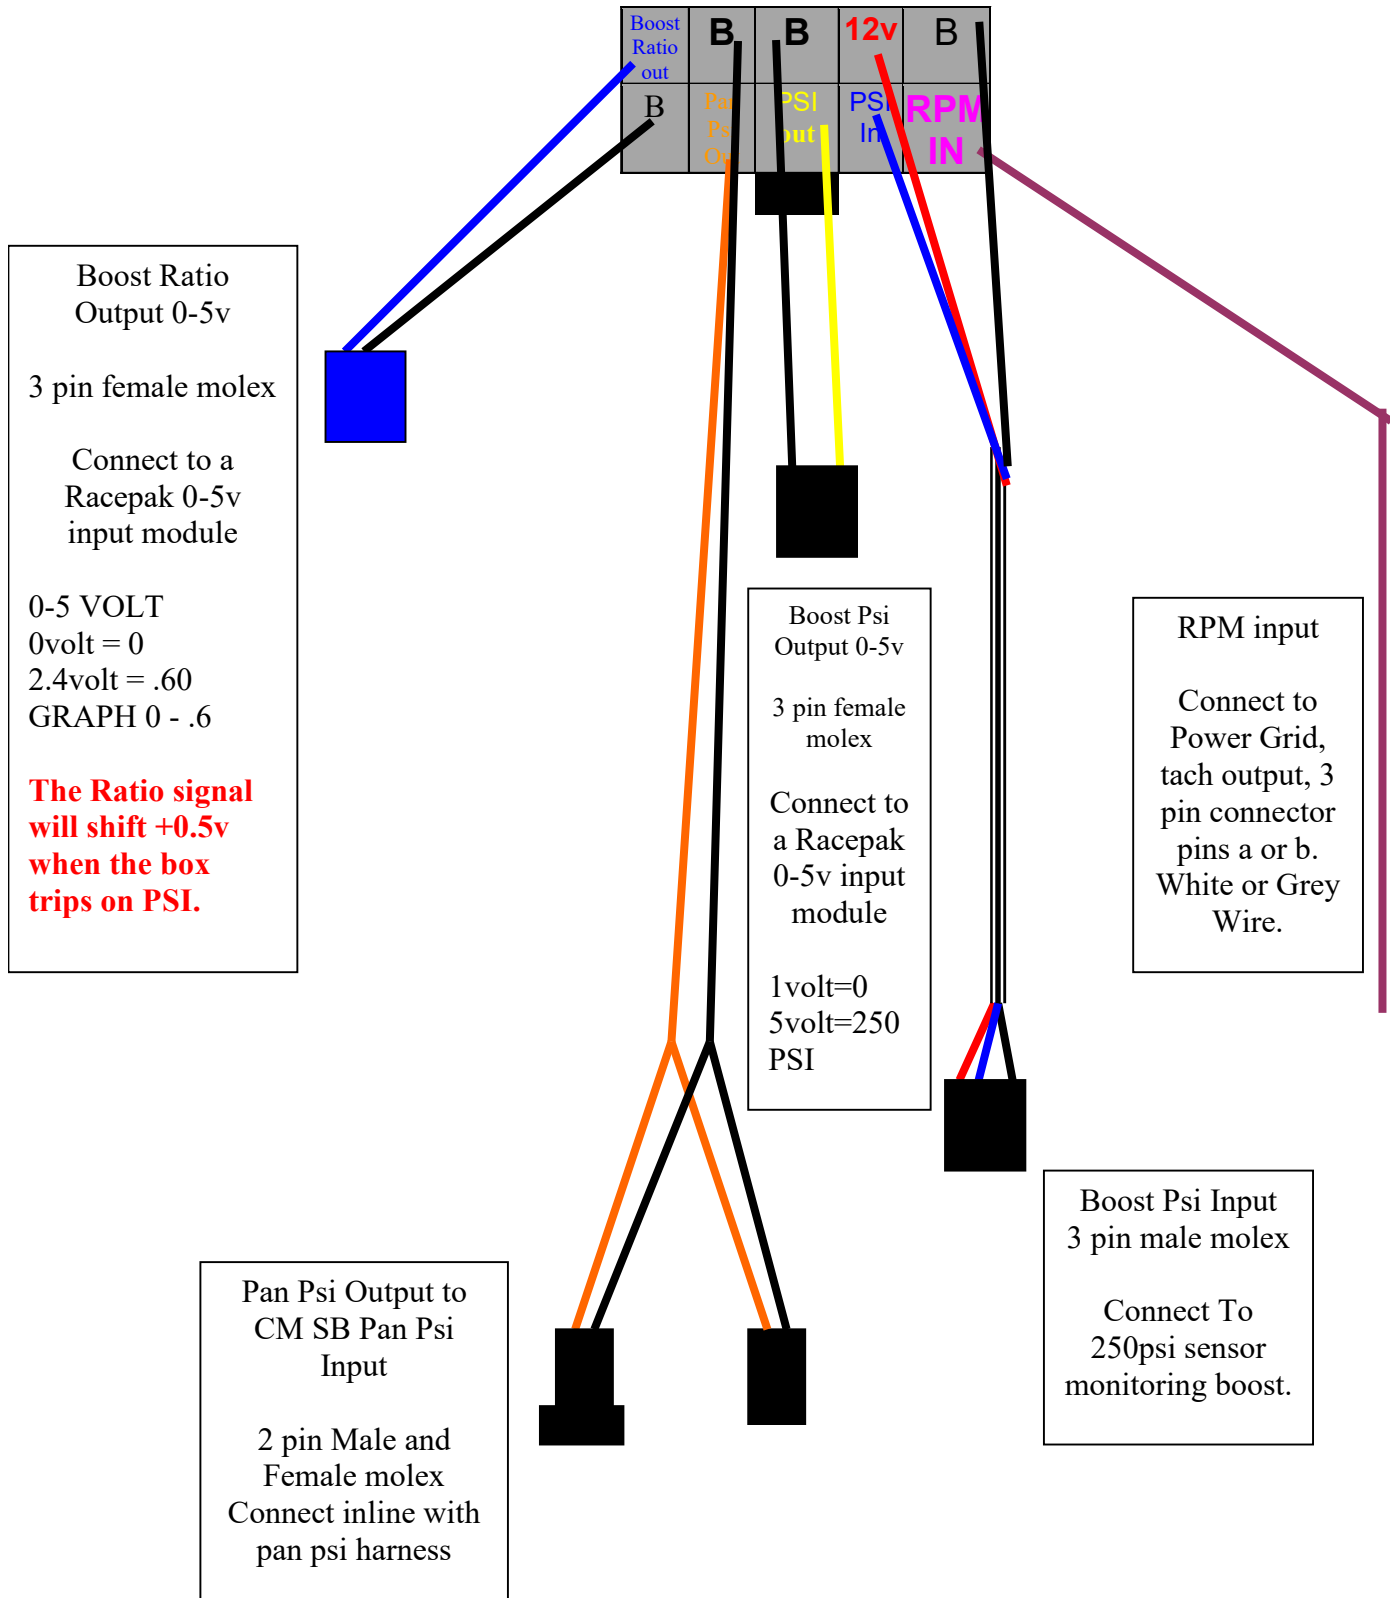 Boost
Ratio
out
B
B
12v
B
B
Pan
Psi
Out
PSI
out
PSI
In
RPM
IN
Boost Ratio
Output 0-5v
3 pin female molex
Connect to a
Racepak 0-5v
input module
0-5 VOLT
0volt = 0
2.4volt = .60
GRAPH 0 - .6
The Ratio signal
will shift +0.5v
when the box
trips on PSI.
Boost Psi
Output 0-5v
3 pin female
molex
Connect to
a Racepak
0-5v input
module
1volt=0
5volt=250
PSI
RPM input
Connect to
Power Grid,
tach output, 3
pin connector
pins a or b.
White or Grey
Wire.
Boost Psi Input
3 pin male molex
Connect To
250psi sensor
monitoring boost.
Pan Psi Output to
CM SB Pan Psi
Input
2 pin Male and
Female molex
Connect inline with
pan psi harness